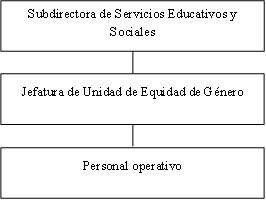 Subdirectora de Servicios Educativos y
Sociales
Jefatura de Unidad de Equidad de Género
Personal operativo